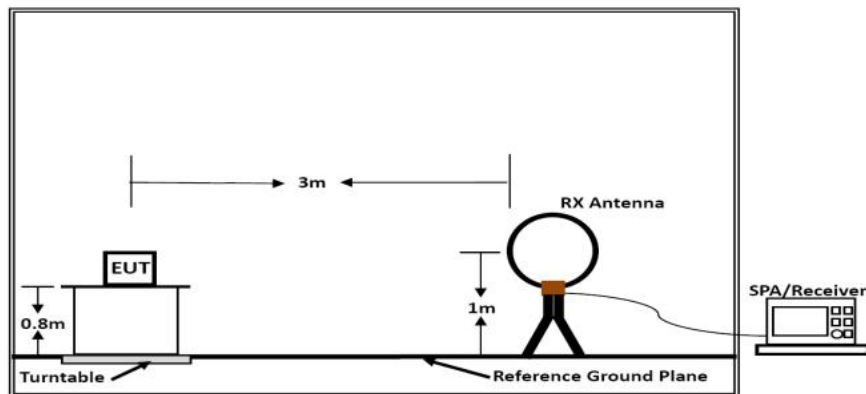 3m
RX Antenna
EUT
SPA/Receiver
0.8m
1m
Turntable
Reference Ground Plane